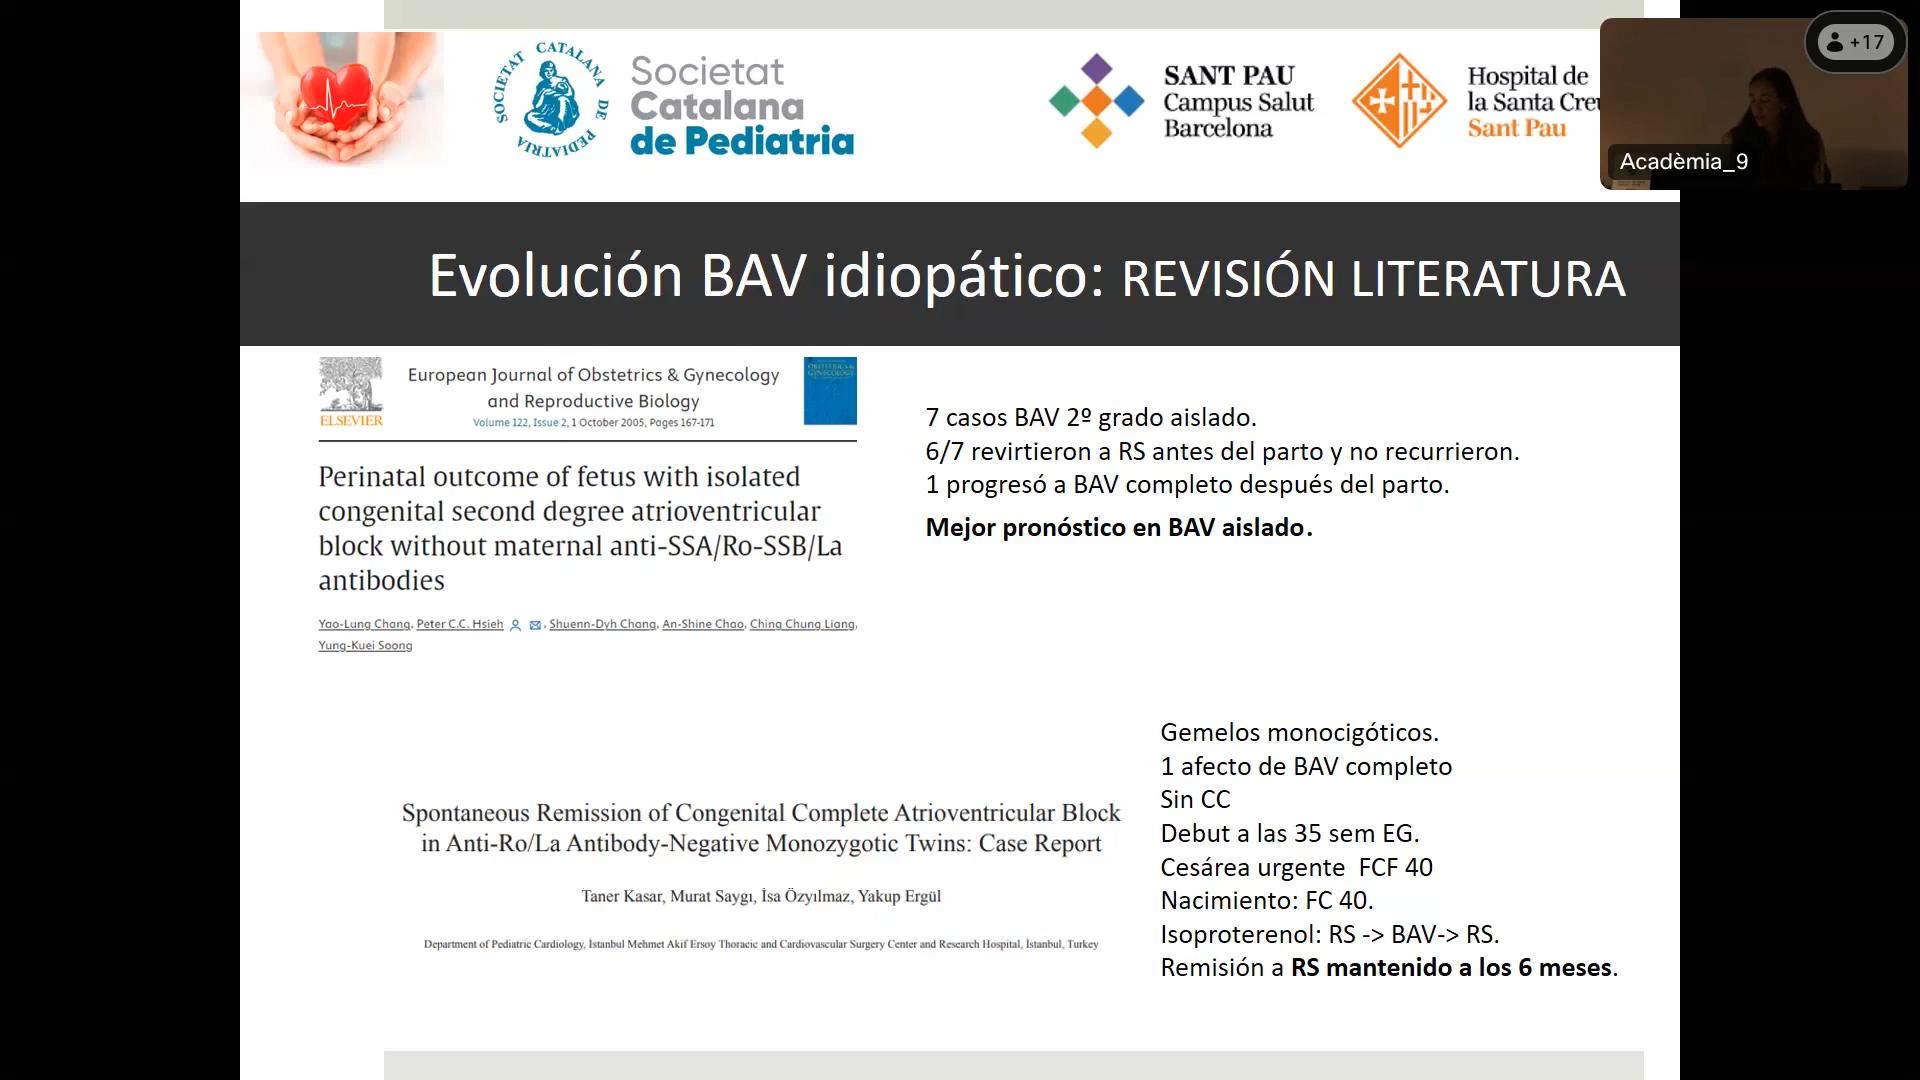 SOCIETAT CATALANA DE PEDIATRIA
Societat
Catalana
de Pediatria
SANT PAU
Campus Salut
Barcelona
Hospital de
la Santa Creu
Sant Pau
+17
Acadèmia_9
Evolución BAV idiopático: REVISIÓN LITERATURA
ELSEVIER
European Journal of Obstetrics & Gynecology
and Reproductive Biology
Volume 122, Issue 2, 1 October 2005, Pages 167-171
Perinatal outcome of fetus with isolated
congenital second degree atrioventricular
block without maternal anti-SSA/Ro-SSB/La
antibodies
Yao-Lung Chang, Peter C.C. Hsieh, Shuenn-Dyh Chang, An-Shine Chao, Ching Chung Liang,
Yung-Kuei Soong
7 casos BAV 2º grado aislado.
6/7 revirtieron a RS antes del parto y no recurrieron.
1 progresó a BAV completo después del parto.
Mejor pronóstico en BAV aislado.
Spontaneous Remission of Congenital Complete Atrioventricular Block
in Anti-Ro/La Antibody-Negative Monozygotic Twins: Case Report
Taner Kasar, Murat Saygı, İsa Özyılmaz, Yakup Ergül
Department of Pediatric Cardiology, İstanbul Mehmet Akif Ersoy Thoracic and Cardiovascular Surgery Center and Research Hospital, İstanbul, Turkey
Gemelos monocigóticos.
1 afecto de BAV completo
Sin CC
Debut a las 35 sem EG.
Cesárea urgente FCF 40
Nacimiento: FC 40.
Isoproterenol: RS -> BAV-> RS.
Remisión a RS mantenido a los 6 meses.